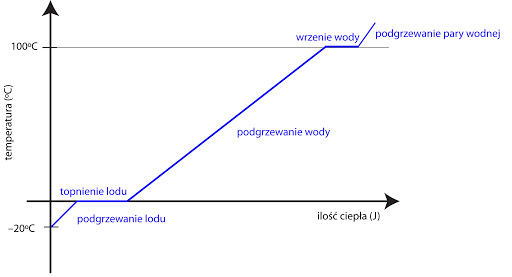 wrzenie wody
podgrzewanie pary wodnej
100°C
temperatura (°C)
podgrzewanie wody
topnienie lodu
podgrzewanie lodu
ilość ciepła (J)
–20°C